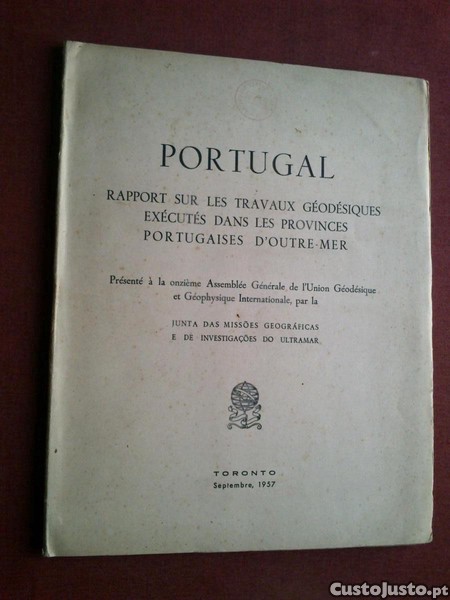 PORTUGAL
RAPPORT SUR LES TRAVAUX GÉODÉSIQUES
EXÉCUTÉS DANS LES PROVINCES
PORTUGAISES D'OUTRE-MER
Présenté à la onzième Assemblée Générale de l'Union Géodésique
et Géophysique Internationale, par la
JUNTA DAS MISSÕES GEOGRÁFICAS
E DE INVESTIGAÇÕES DO ULTRAMAR
TORONTO
Septembre, 1957
CustoJusto.pt